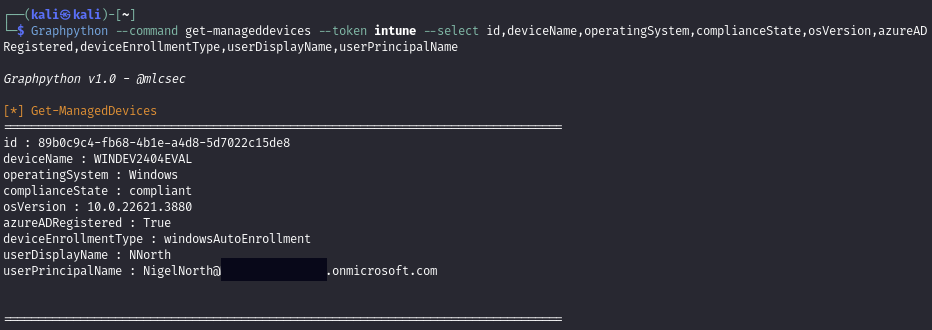 ┌──(kali㉿kali)-[~]
└─$ Graphpython --command get-manageddevices --token intune --select id,deviceName,operatingSystem,complianceState,osVersion,azureAD
Registered,deviceEnrollmentType,userDisplayName,userPrincipalName
Graphpython v1.0 - @mlcsec
[*] Get-ManagedDevices
================================================================================
id : 89b0c9c4-fb68-4b1e-a4d8-5d7022c15de8
deviceName : WINDEV2404EVAL
operatingSystem : Windows
complianceState : compliant
osVersion : 10.0.22621.3880
azureADRegistered : True
deviceEnrollmentType : windowsAutoEnrollment
userDisplayName : NNorth
userPrincipalName : NigelNorth@ .onmicrosoft.com
================================================================================